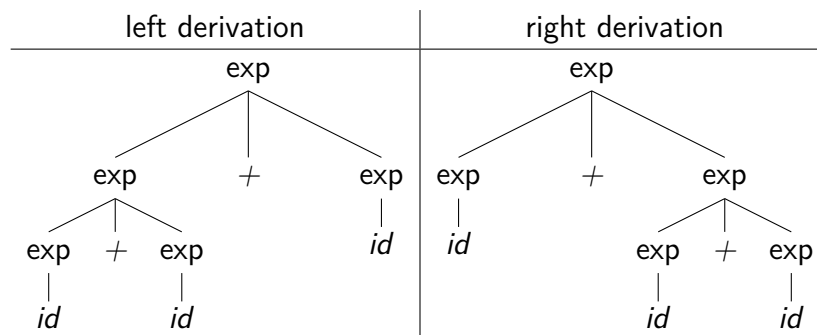 left derivation right derivation
exp exp
exp + exp exp + exp
exp + exp id id exp + exp
id id id id